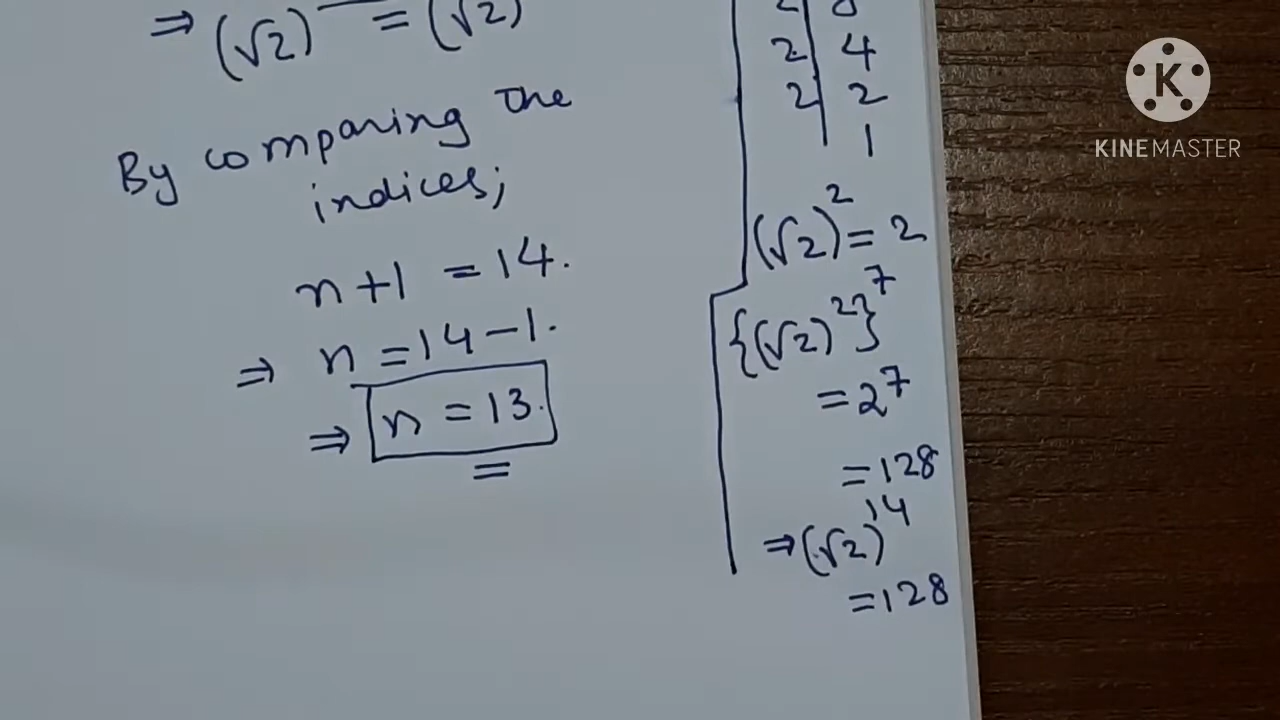 ⇒ (√2) = (√2)
By comparing the
indices;
n+1 = 14.
⇒ n = 14 - 1.
⇒ n = 13.
2 | 4
2 | 2
1
(√2)² = 2
{(√2)²}⁷
= 2⁷
= 128
⇒ (√2)¹⁴
= 128
K
KINEMASTER